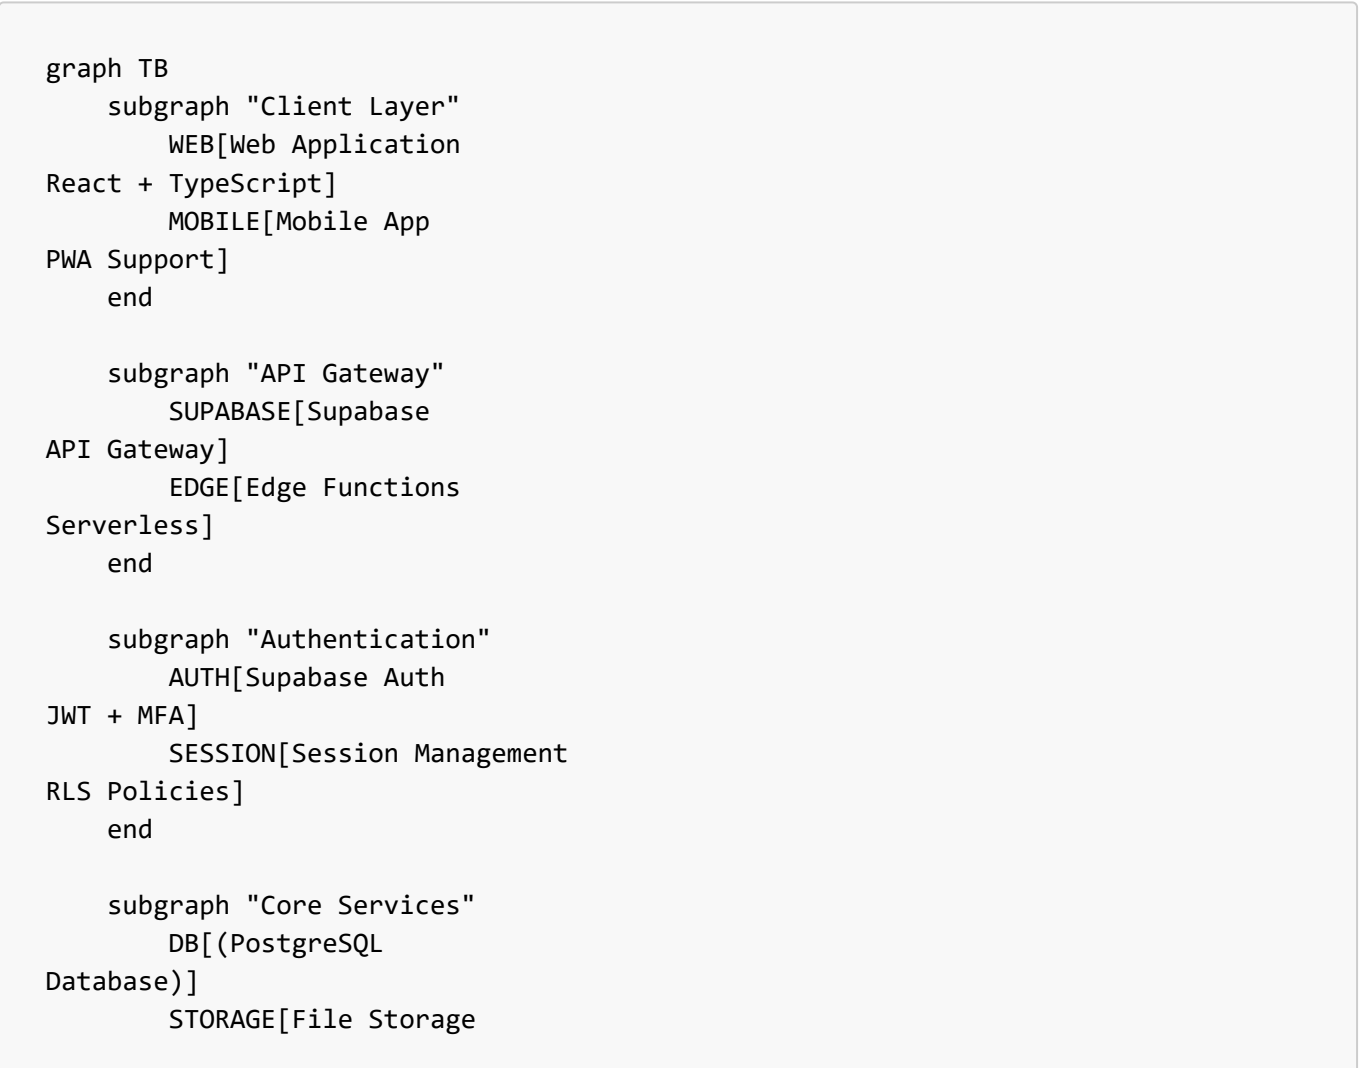 graph TB
    subgraph "Client Layer"
        WEB[Web Application
React + TypeScript]
        MOBILE[Mobile App
PWA Support]
    end

    subgraph "API Gateway"
        SUPABASE[Supabase
API Gateway]
        EDGE[Edge Functions
Serverless]
    end

    subgraph "Authentication"
        AUTH[Supabase Auth
JWT + MFA]
        SESSION[Session Management
RLS Policies]
    end

    subgraph "Core Services"
        DB[(PostgreSQL
Database)]
        STORAGE[File Storage